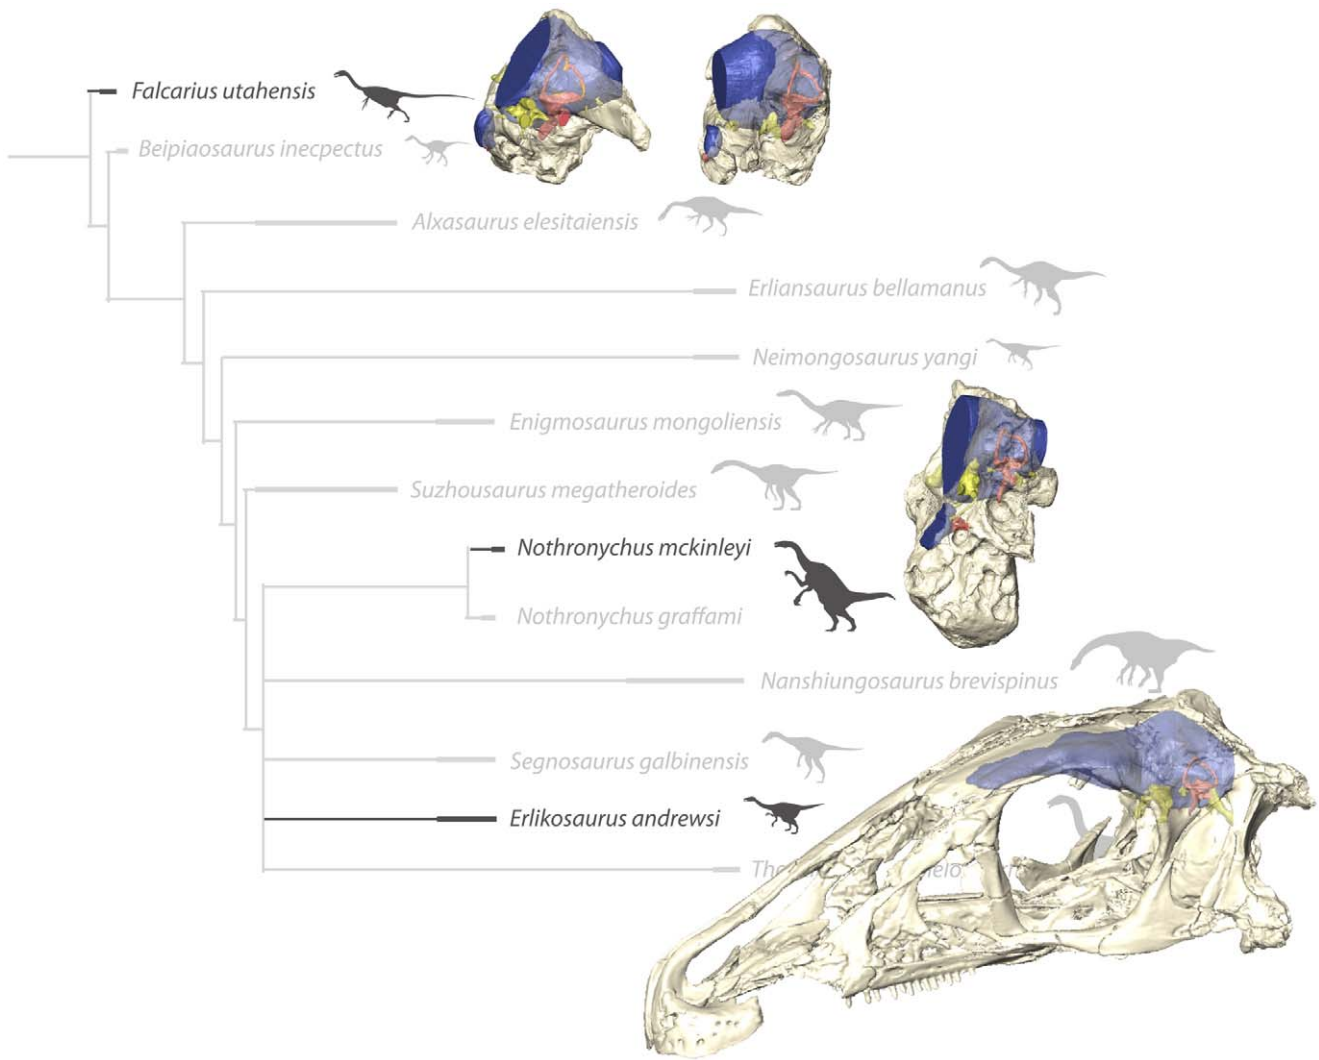 Falcarius utahensis
Beipiaosaurus inecpectus
Alxasaurus elesitaiensis
Erliansaurus bellamanus
Neimongosaurus yangi
Enigmosaurus mongoliensis
Suzhousaurus megatheroides
Nothronychus mckinleyi
Nothronychus graffami
Nanshiungosaurus brevispinus
Segnosaurus galbinensis
Erlikosaurus andrewsi